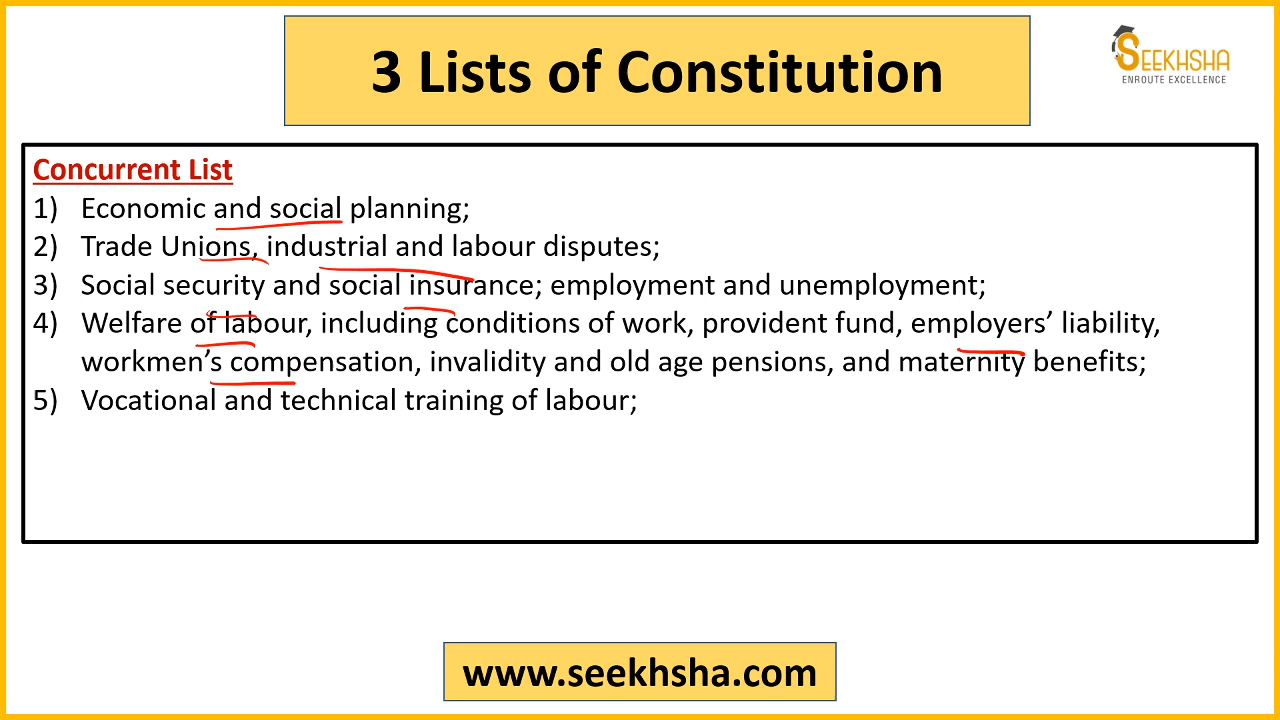 3 Lists of Constitution
SEEKHSHA
ENROUTE EXCELLENCE
Concurrent List
1) Economic and social planning;
2) Trade Unions, industrial and labour disputes;
3) Social security and social insurance; employment and unemployment;
4) Welfare of labour, including conditions of work, provident fund, employers’ liability,
workmen’s compensation, invalidity and old age pensions, and maternity benefits;
5) Vocational and technical training of labour;
www.seekhsha.com